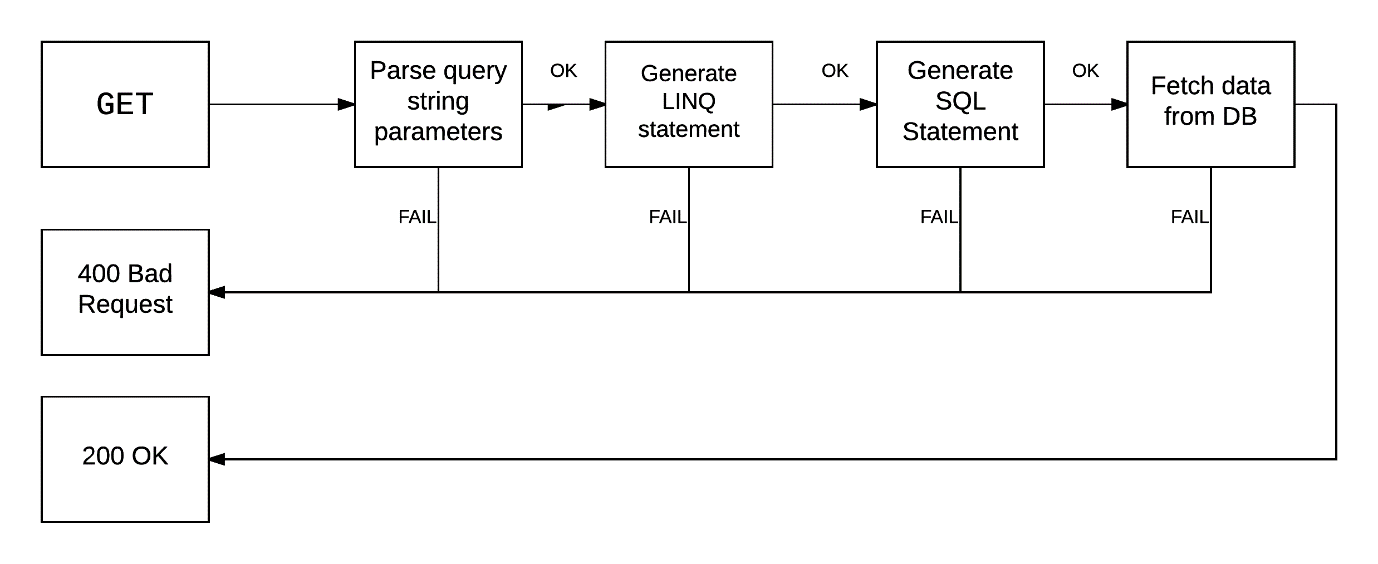 GET
Parse query
string
parameters
OK
Generate
LINQ
statement
OK
Generate
SQL
Statement
OK
Fetch data
from DB
FAIL
FAIL
FAIL
FAIL
400 Bad
Request
200 OK